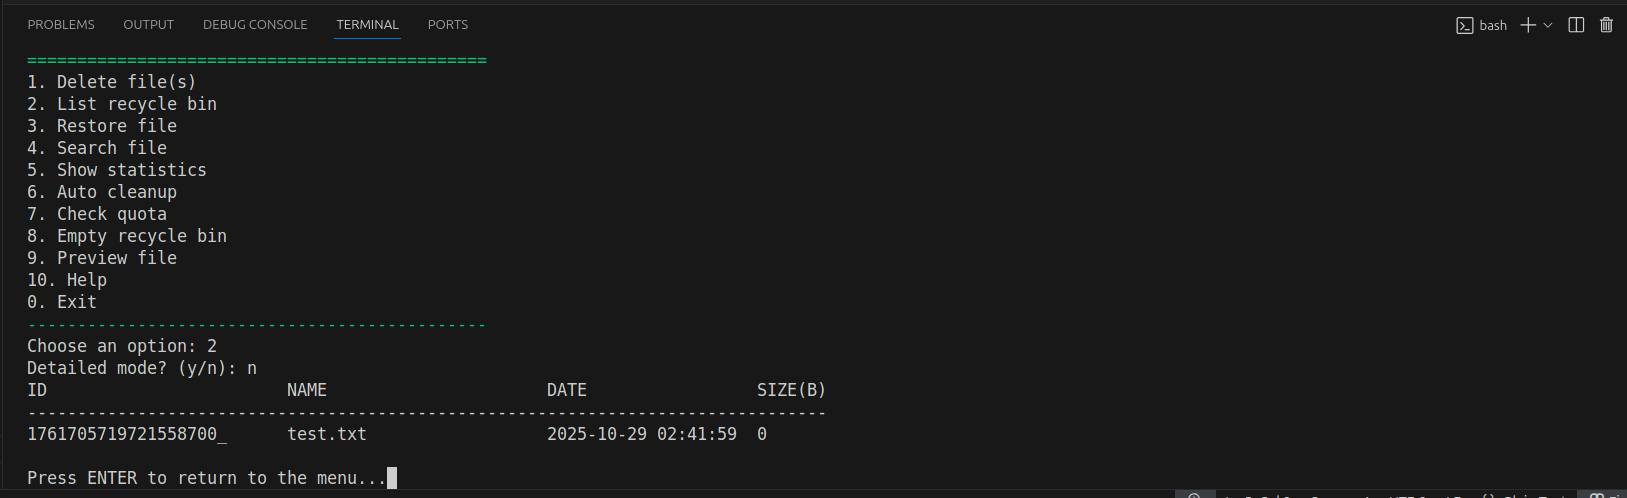 PROBLEMS OUTPUT DEBUG CONSOLE TERMINAL PORTS bash
==============================================
1. Delete file(s)
2. List recycle bin
3. Restore file
4. Search file
5. Show statistics
6. Auto cleanup
7. Check quota
8. Empty recycle bin
9. Preview file
10. Help
0. Exit
----------------------------------------------
Choose an option: 2
Detailed mode? (y/n): n
ID                        NAME                      DATE                 SIZE(B)
--------------------------------------------------------------------------------
1761705719721558700_      test.txt                  2025-10-29 02:41:59  0
Press ENTER to return to the menu...